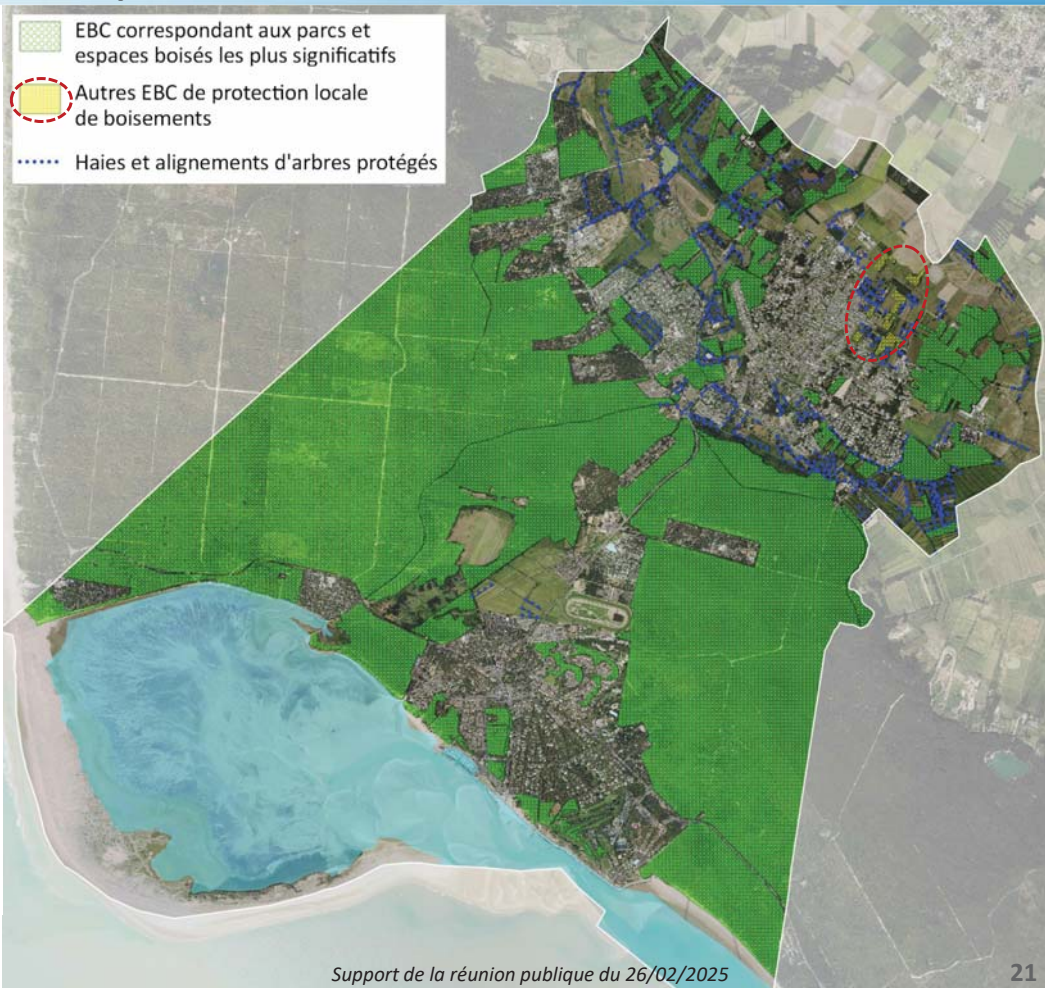 EBC correspondant aux parcs et
espaces boisés les plus significatifs
Autres EBC de protection locale
de boisements
Haies et alignements d'arbres protégés
Support de la réunion publique du 26/02/2025
21